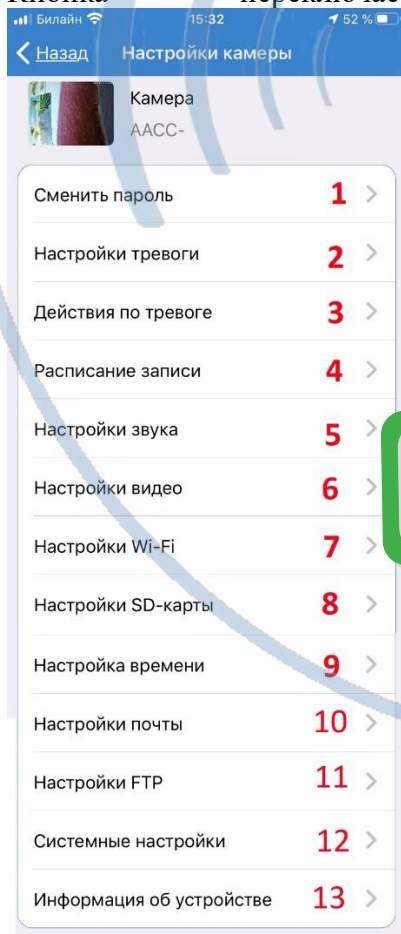 Кнопка переключае
Билайн 15:32 52 %
Назад Настройки камеры
Камера
AACC-
Сменить пароль 1
Настройки тревоги 2
Действия по тревоге 3
Расписание записи 4
Настройки звука 5
Настройки видео 6
Настройки Wi-Fi 7
Настройки SD-карты 8
Настройка времени 9
Настройки почты 10
Настройки FTP 11
Системные настройки 12
Информация об устройстве 13